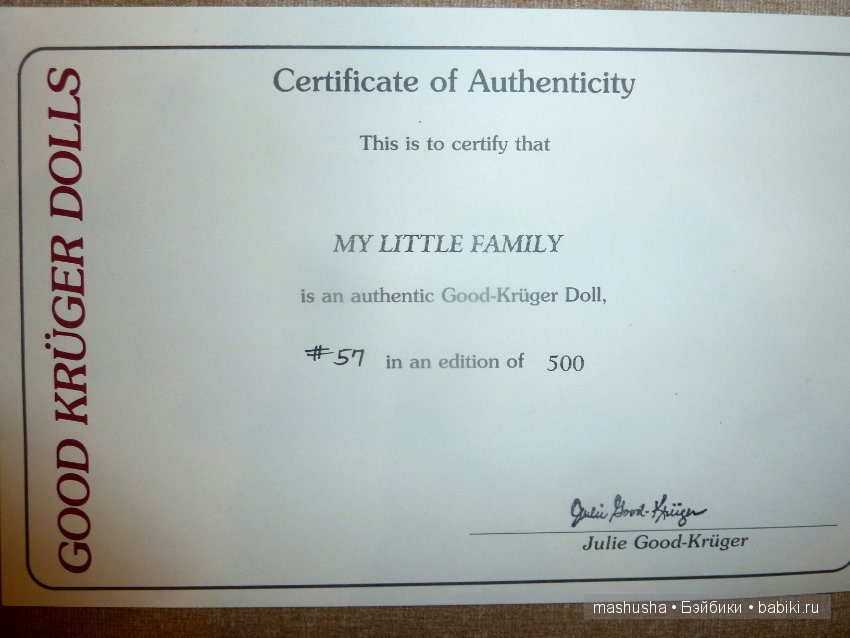 GOOD KRÜGER DOLLS
Certificate of Authenticity
This is to certify that
MY LITTLE FAMILY
is an authentic Good-Krüger Doll,
#57 in an edition of 500
Julie Good-Krüger
Julie Good-Krüger
mashusha • Бэйбики • babiki.ru